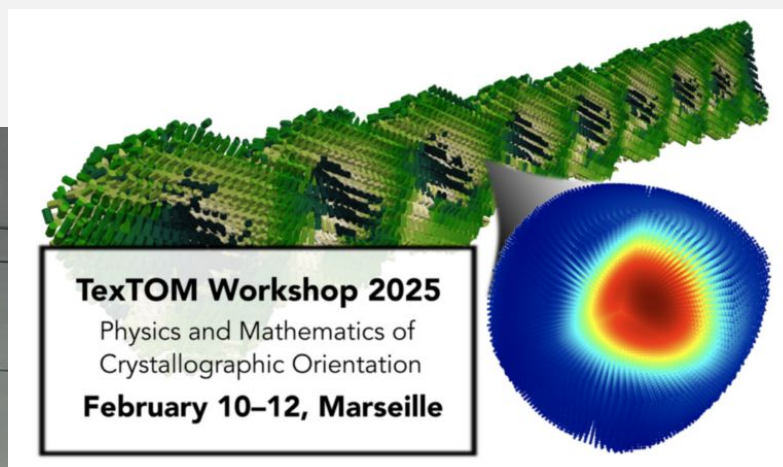 TexTOM Workshop 2025
Physics and Mathematics of
Crystallographic Orientation
February 10–12, Marseille